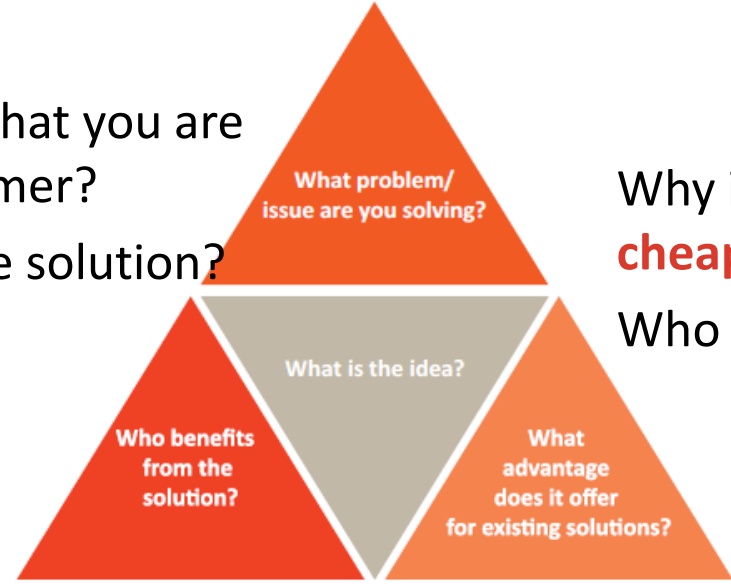 hat you are
mer?
e solution?
What problem/
issue are you solving?
Why i
cheap
Who
What is the idea?
Who benefits
from the
solution?
What
advantage
does it offer
for existing solutions?